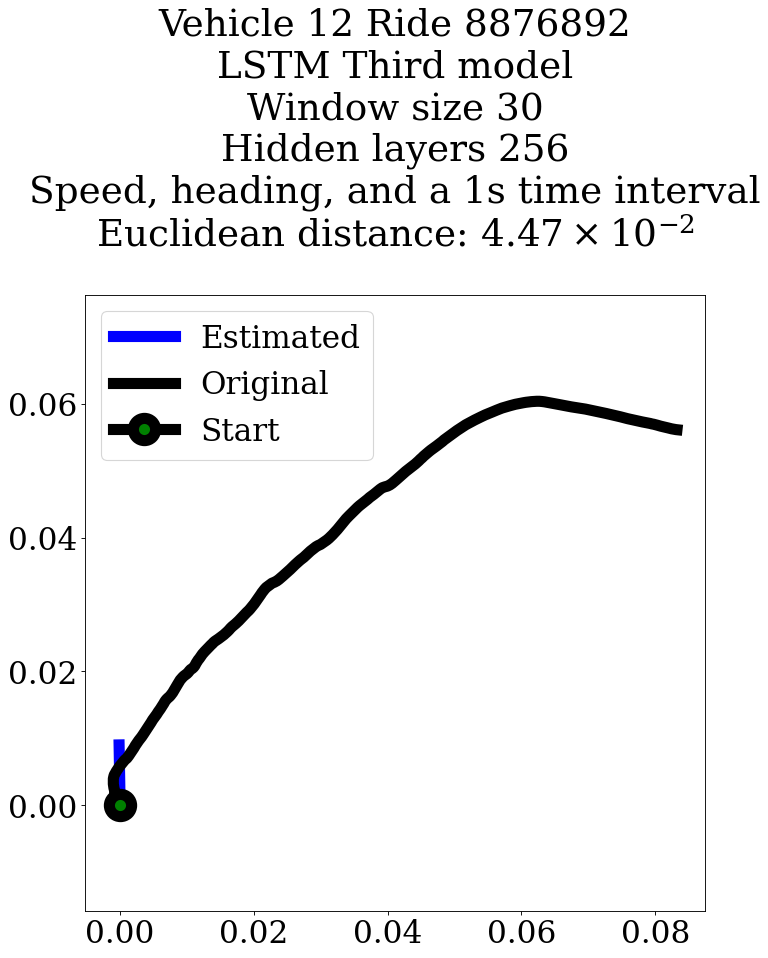 Vehicle 12 Ride 8876892
LSTM Third model
Window size 30
Hidden layers 256
Speed, heading, and a 1s time interval
Euclidean distance: 4.47 × 10⁻²
Estimated
Original
Start
0.06
0.04
0.02
0.00
0.00 0.02 0.04 0.06 0.08